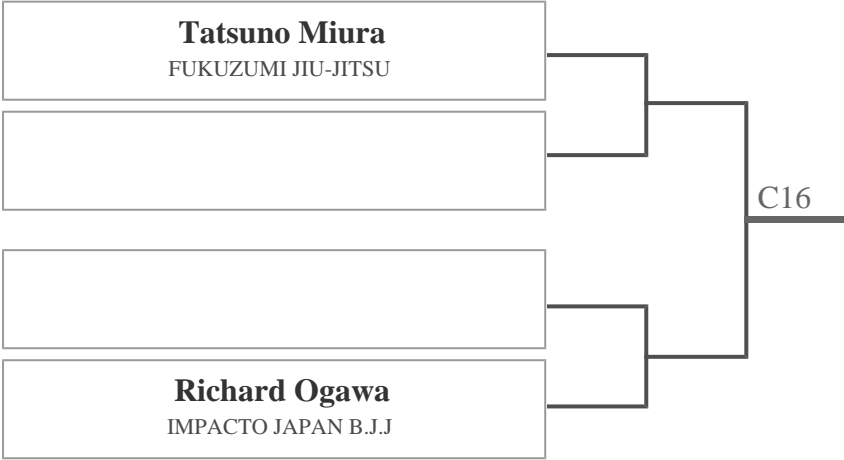 Tatsuno Miura
FUKUZUMI JIU-JITSU
C16
Richard Ogawa
IMPACTO JAPAN B.J.J